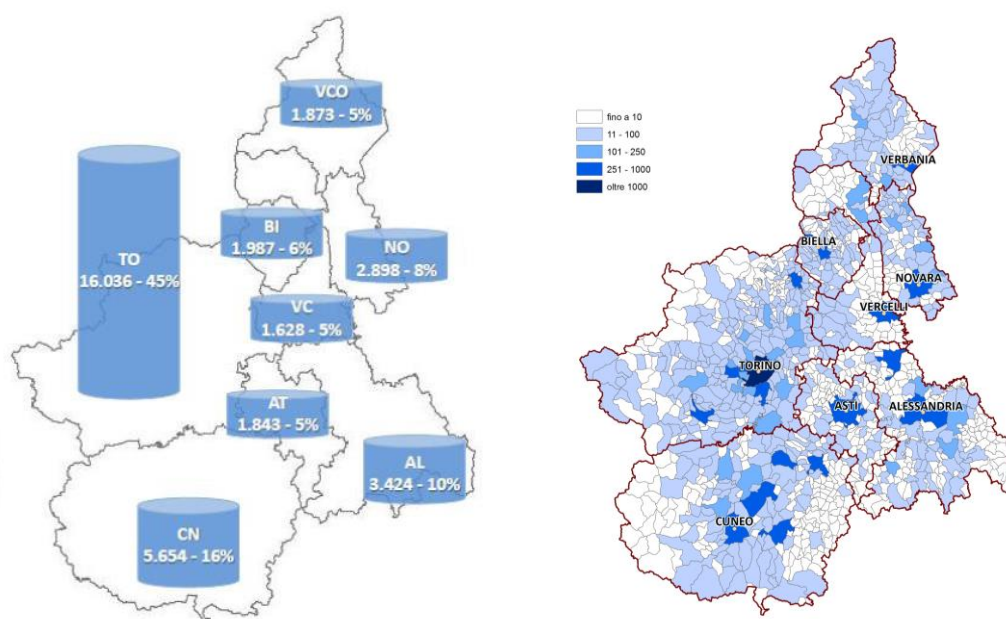 VCO
1.873 - 5%
BI
1.987 - 6%
TO
16.036 - 45%
NO
2.898 - 8%
VC
1.628 - 5%
AT
1.843 - 5%
AL
3.424 - 10%
CN
5.654 - 16%
fino a 10
11 - 100
101 - 250
251 - 1000
oltre 1000
VERBANIA
BIELLA
NOVARA
VERCELLI
TORINO
ASTI
ALESSANDRIA
CUNEO